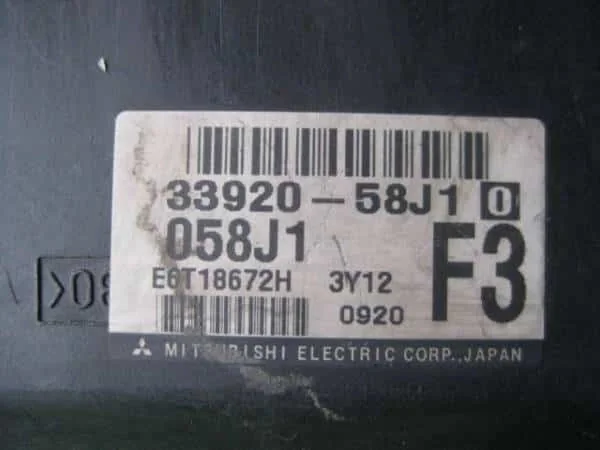 33920-58J1 0
058J1 F3
E6T18672H 3Y12
0920
MITSUBISHI ELECTRIC CORP.,JAPAN